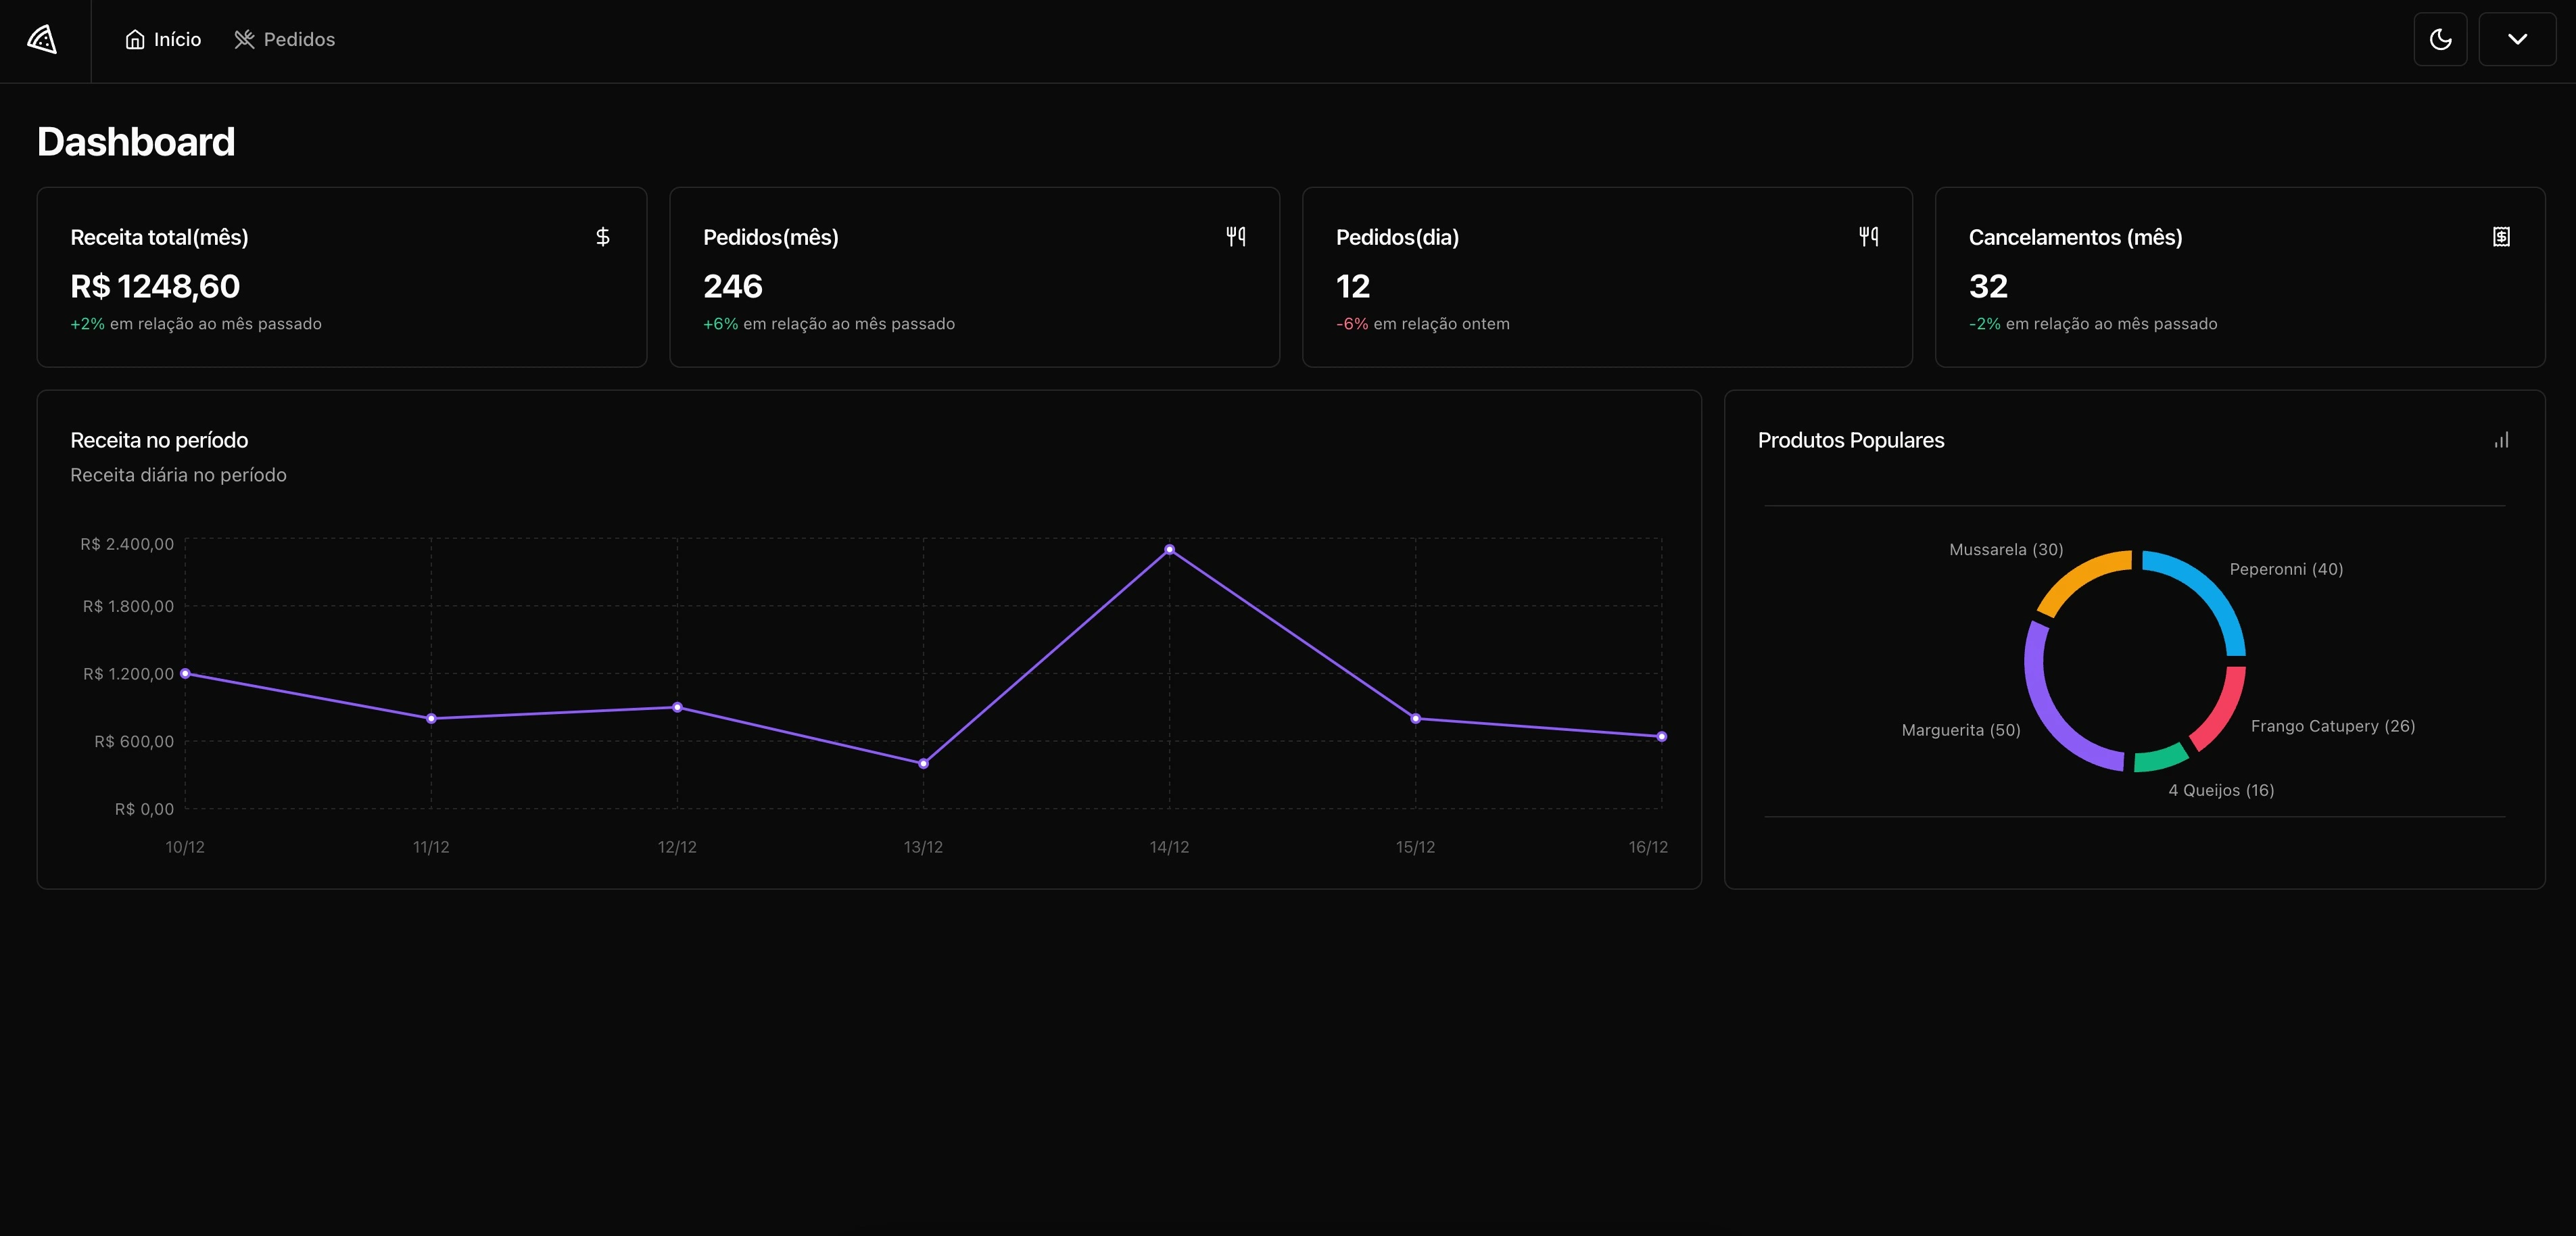 Início
Pedidos
Dashboard
Receita total(mês)
R$ 1248,60
+2% em relação ao mês passado
Pedidos(mês)
246
+6% em relação ao mês passado
Pedidos(dia)
12
-6% em relação ontem
Cancelamentos (mês)
32
-2% em relação ao mês passado
Receita no período
Receita diária no período
R$ 2.400,00
R$ 1.800,00
R$ 1.200,00
R$ 600,00
R$ 0,00
10/12
11/12
12/12
13/12
14/12
15/12
16/12
Produtos Populares
Mussarela (30)
Peperonni (40)
Marguerita (50)
Frango Catupery (26)
4 Queijos (16)